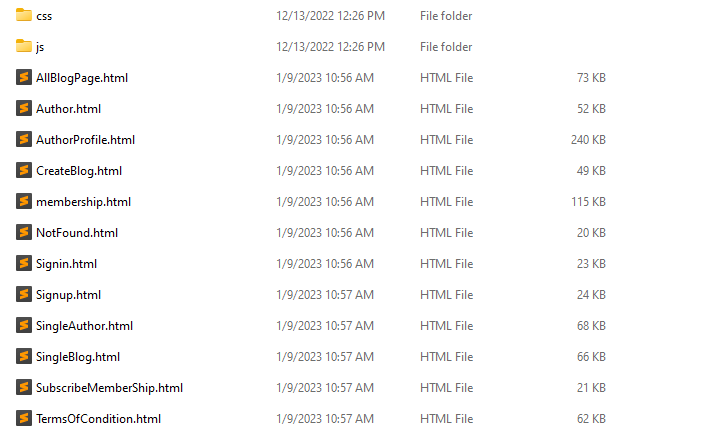 css 12/13/2022 12:26 PM File folder
js 12/13/2022 12:26 PM File folder
AllBlogPage.html 1/9/2023 10:56 AM HTML File 73 KB
Author.html 1/9/2023 10:56 AM HTML File 52 KB
AuthorProfile.html 1/9/2023 10:56 AM HTML File 240 KB
CreateBlog.html 1/9/2023 10:56 AM HTML File 49 KB
membership.html 1/9/2023 10:56 AM HTML File 115 KB
NotFound.html 1/9/2023 10:56 AM HTML File 20 KB
Signin.html 1/9/2023 10:56 AM HTML File 23 KB
Signup.html 1/9/2023 10:57 AM HTML File 24 KB
SingleAuthor.html 1/9/2023 10:57 AM HTML File 68 KB
SingleBlog.html 1/9/2023 10:57 AM HTML File 66 KB
SubscribeMemberShip.html 1/9/2023 10:57 AM HTML File 21 KB
TermsOfCondition.html 1/9/2023 10:57 AM HTML File 62 KB